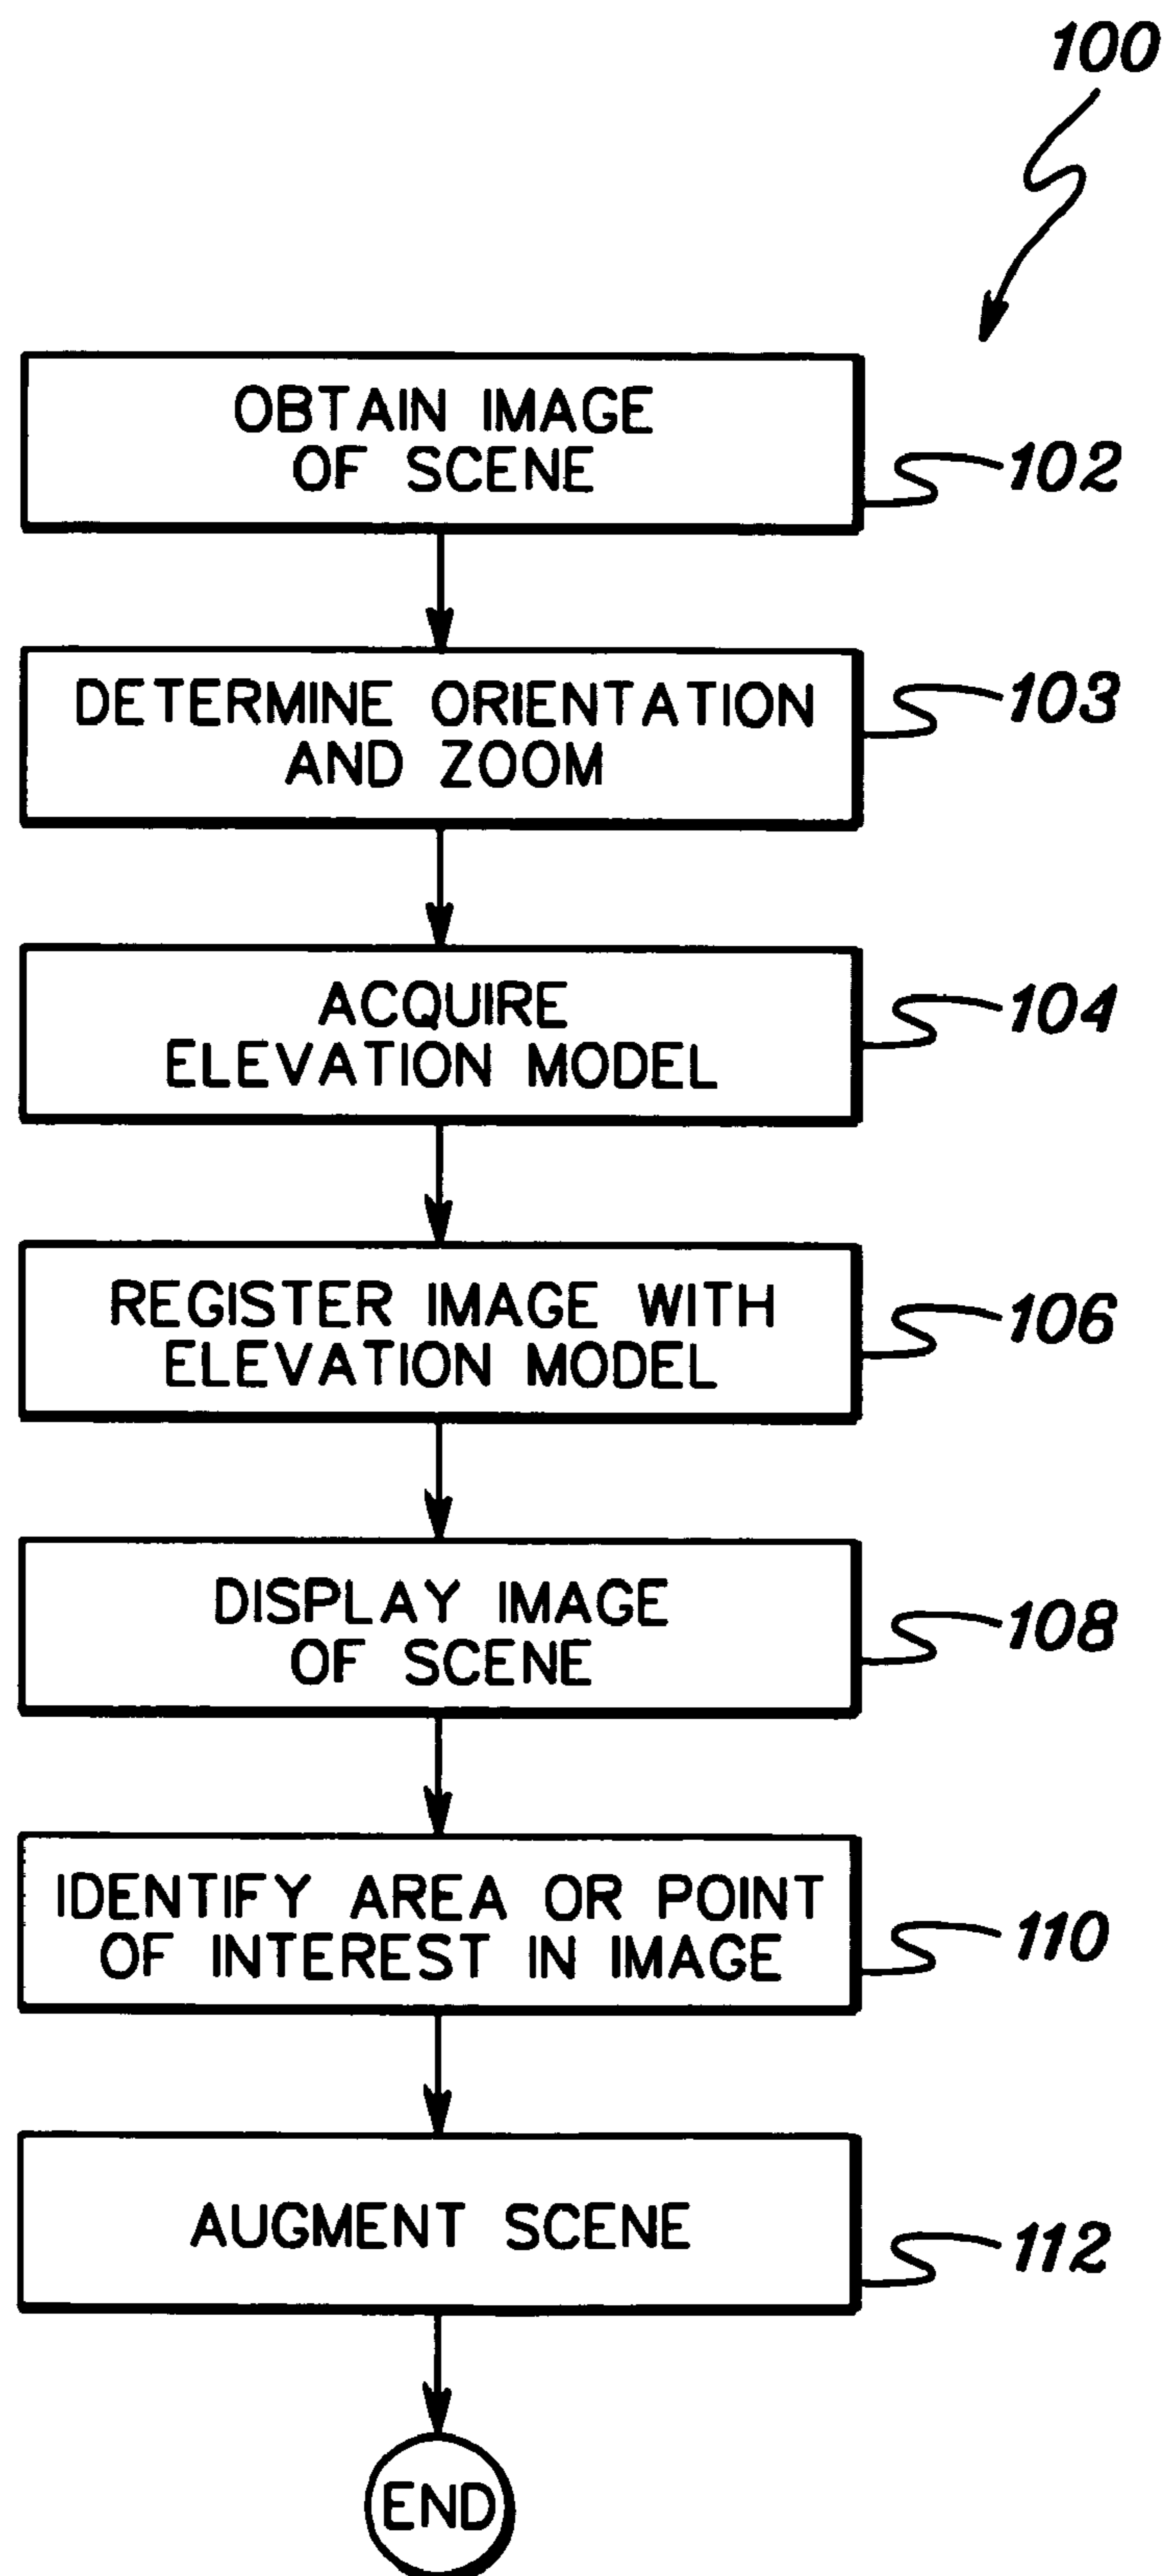 100
OBTAIN IMAGE
OF SCENE
102
DETERMINE ORIENTATION
AND ZOOM
103
ACQUIRE
ELEVATION MODEL
104
REGISTER IMAGE WITH
ELEVATION MODEL
106
DISPLAY IMAGE
OF SCENE
108
IDENTIFY AREA OR POINT
OF INTEREST IN IMAGE
110
AUGMENT SCENE
112
END